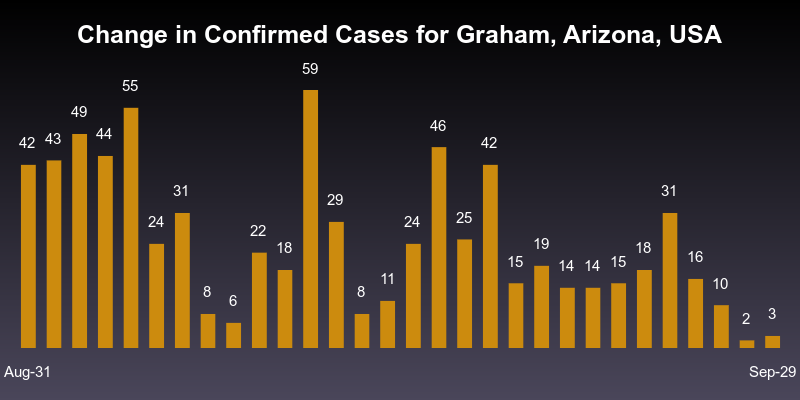 Change in Confirmed Cases for Graham, Arizona, USA
42 43 49 44 55 24 31 8 6 22 18 59 29 8 11 24 46 25 42 15 19 14 14 15 18 31 16 10 2 3
Aug-31 Sep-29